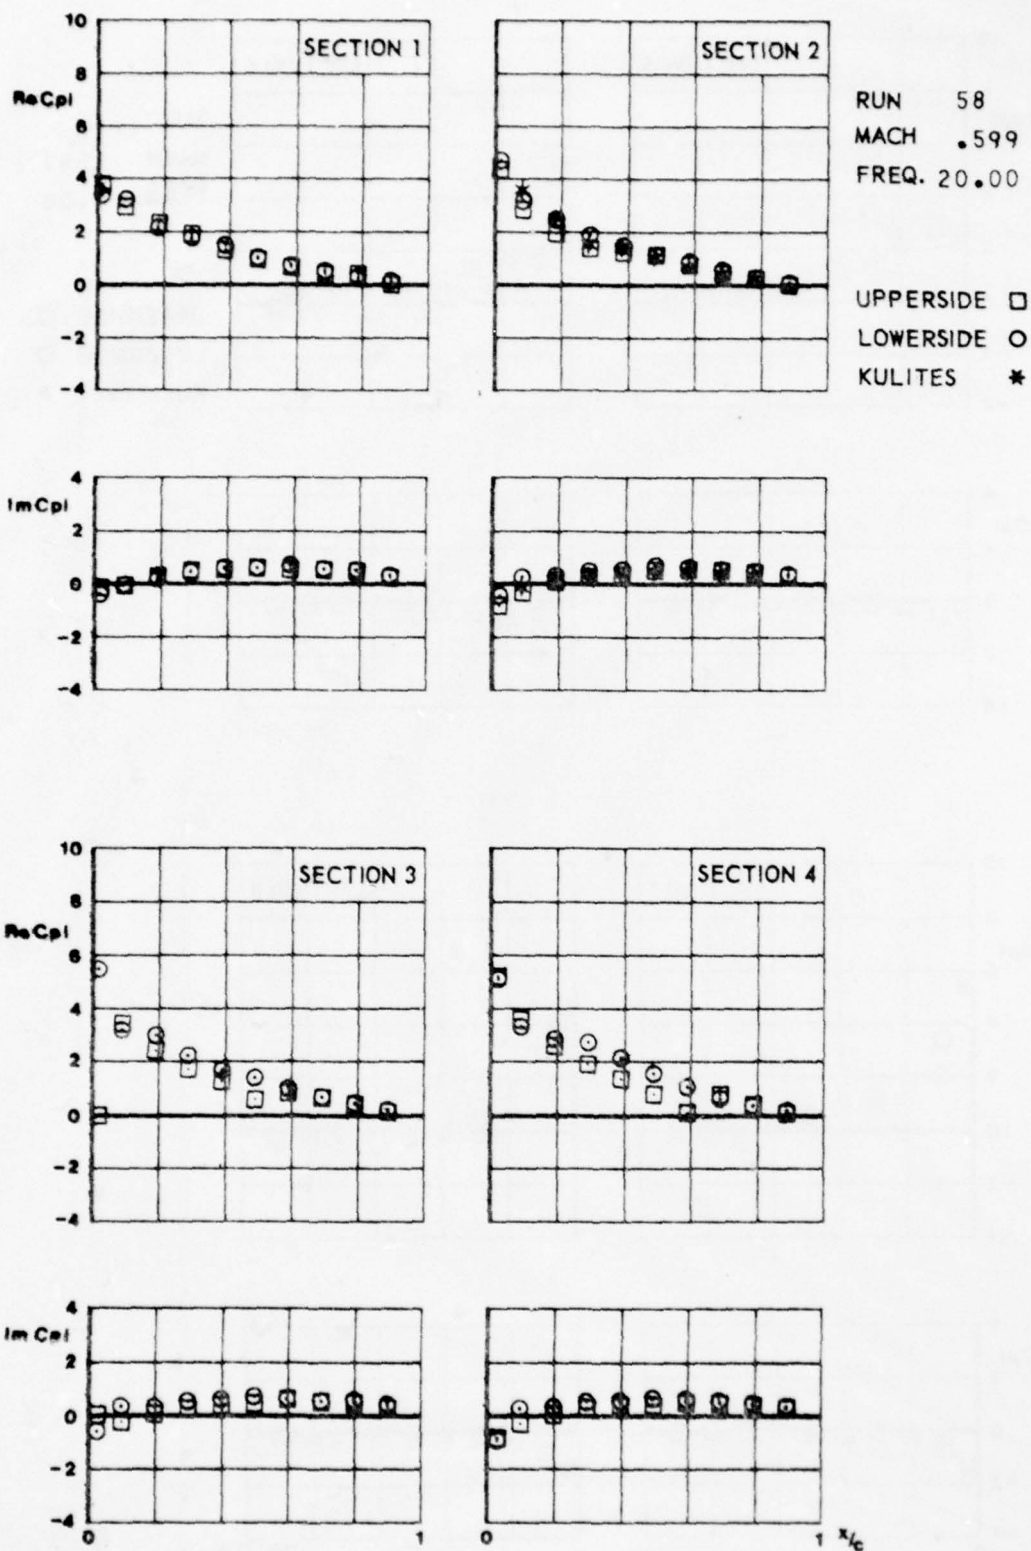 10
8
6
4
2
0
-2
-4
ReCpl
SECTION 1
SECTION 2
RUN 58
MACH .599
FREQ. 20.00
UPPERSIDE □
LOWERSIDE ○
KULITES *
4
2
0
-2
-4
ImCpl
10
8
6
4
2
0
-2
-4
ReCpl
SECTION 3
SECTION 4
4
2
0
-2
-4
ImCpl
0 1
0 1 x/c